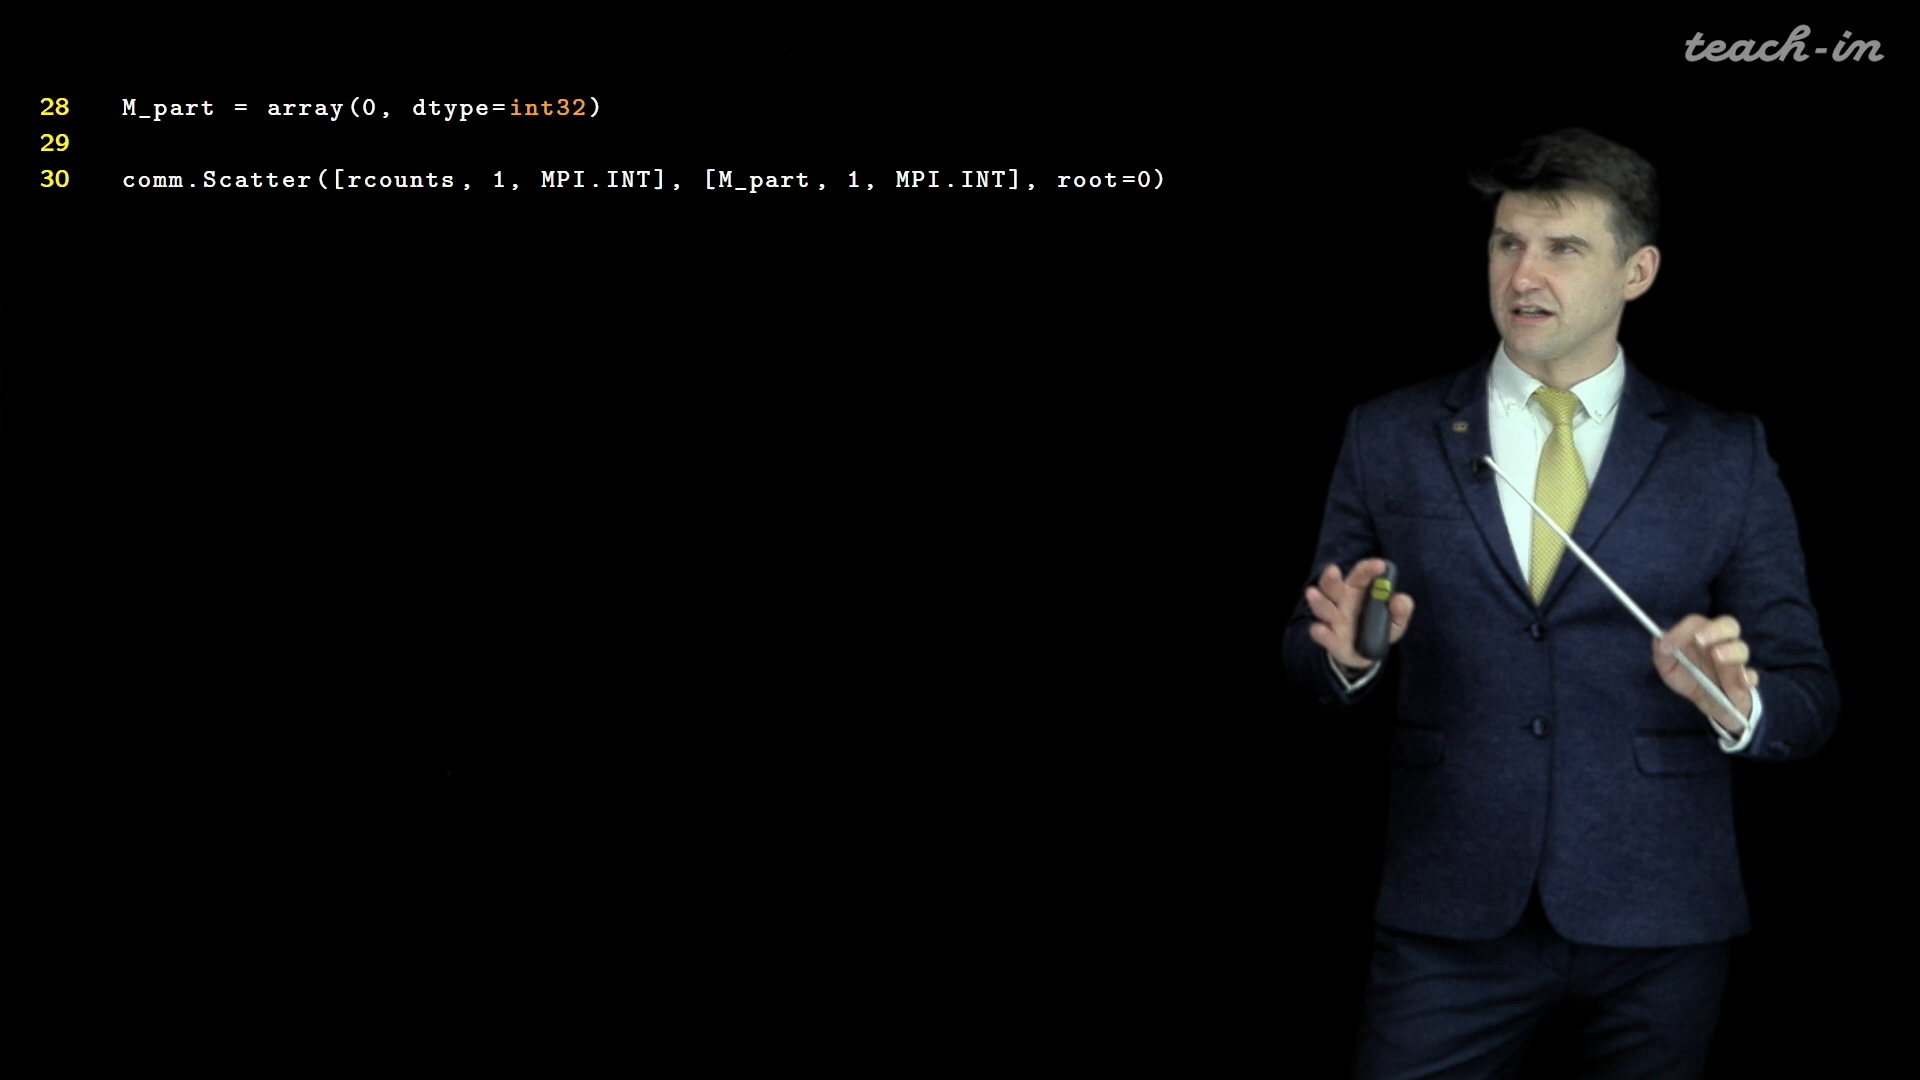 teach-in
28 M_part = array(0, dtype=int32)
29
30 comm.Scatter([rcounts, 1, MPI.INT], [M_part, 1, MPI.INT], root=0)